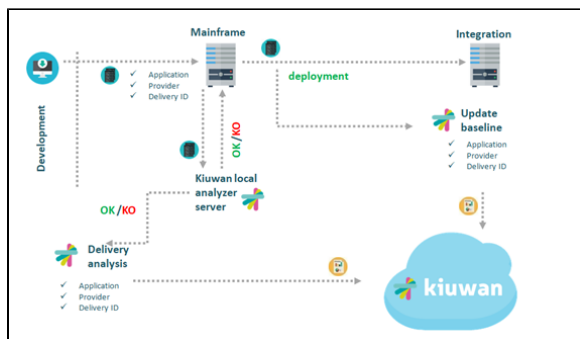 Mainframe
Integration
Development
✓ Application
✓ Provider
✓ Delivery ID
deployment
Update
baseline
✓ Application
✓ Provider
✓ Delivery ID
OK/KO
Kiuwan local
analyzer
server
OK/KO
Delivery
analysis
✓ Application
✓ Provider
✓ Delivery ID
kiuwan